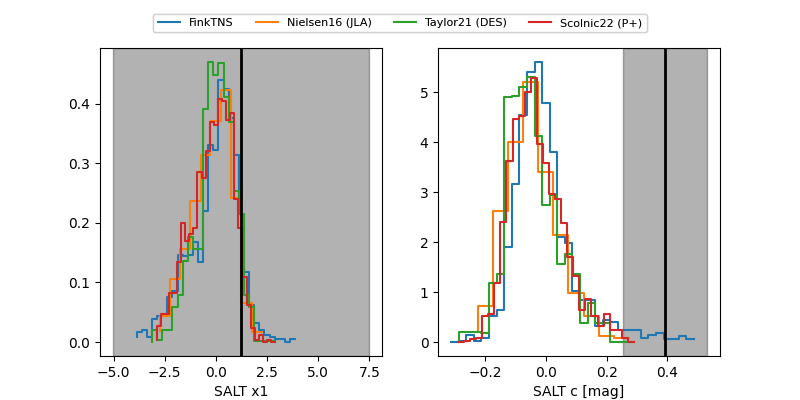 FinkTNS Nielsen16 (JLA) Taylor21 (DES) Scolnic22 (P+)
0.4
0.3
0.2
0.1
0.0
−5.0 −2.5 0.0 2.5 5.0 7.5
SALT x1
5
4
3
2
1
0
−0.2 0.0 0.2 0.4
SALT c [mag]